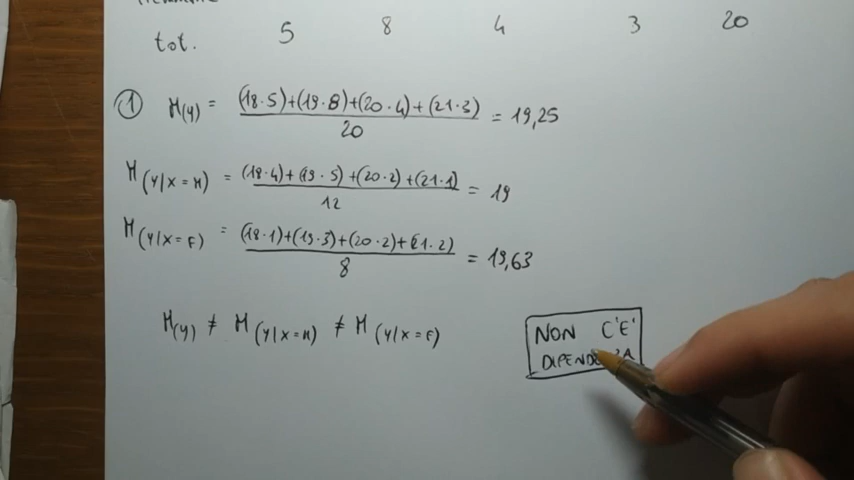 tot. 5 8 4 3 20
① M(y) = (18·5)+(19·8)+(20·4)+(21·3) / 20 = 19,25
M(y/x=M) = (18·4)+(19·5)+(20·2)+(21·1) / 12 = 19
M(y/x=F) = (18·1)+(19·3)+(20·2)+(21·2) / 8 = 19,63
M(y) ≠ M(y/x=M) ≠ M(y/x=F)
NON C'E'